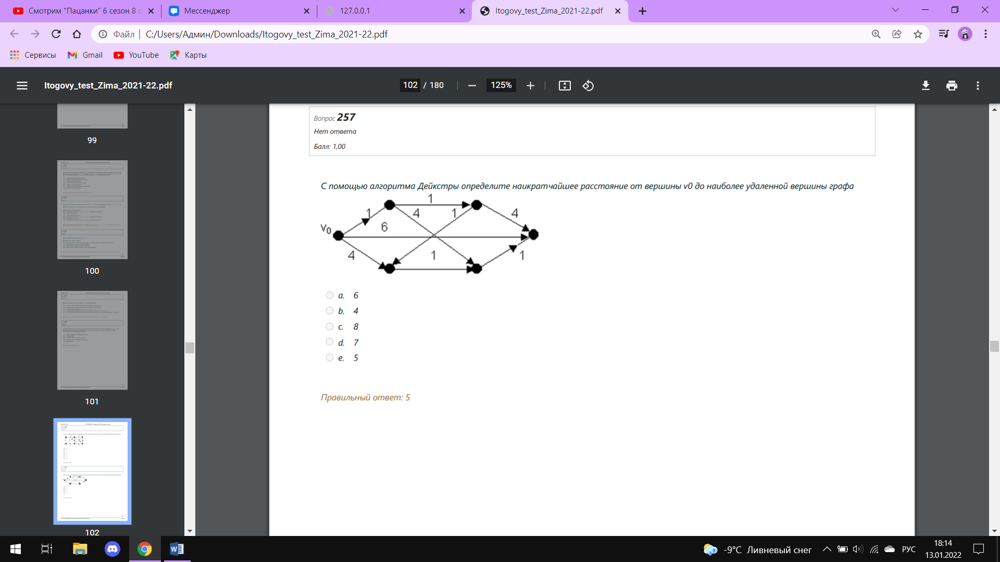 Смотрим "Пацанки" 6 сезон 8 с
Мессенджер
127.0.0.1
Itogovy_test_Zima_2021-22.pdf
Файл
C:/Users/Админ/Downloads/Itogovy_test_Zima_2021-22.pdf
Сервисы
Gmail
YouTube
Карты
Itogovy_test_Zima_2021-22.pdf
102 / 180
125%
99
100
101
102
Вопрос 257
Нет ответа
Балл: 1,00
С помощью алгоритма Дейкстры определите наикратчайшее расстояние от вершины v0 до наиболее удаленной вершины графа
1
1 4 1 4
6
v0
4 1 1
a. 6
b. 4
c. 8
d. 7
e. 5
Правильный ответ: 5
-9°C Ливневый снег
РУС
18:14
13.01.2022